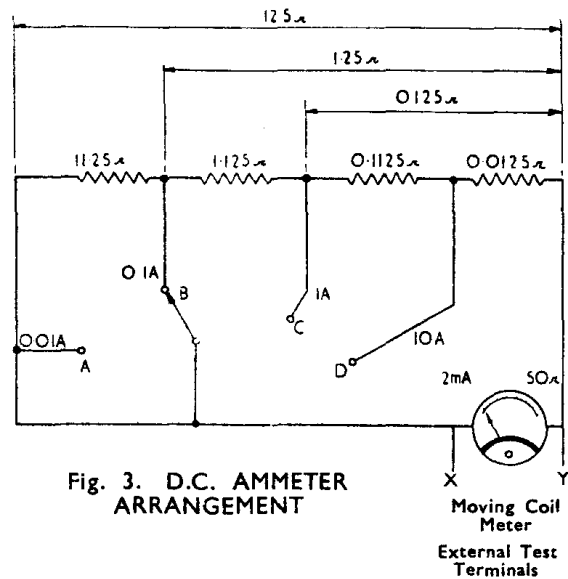 12.5Ω
1.25Ω
0.125Ω
11.25Ω
1.125Ω
0.1125Ω
0.0125Ω
0.1A
B
1A
C
0.01A
A
10A
D
2mA
50Ω
Fig. 3. D.C. AMMETER
ARRANGEMENT
X
Y
Moving Coil
Meter
External Test
Terminals